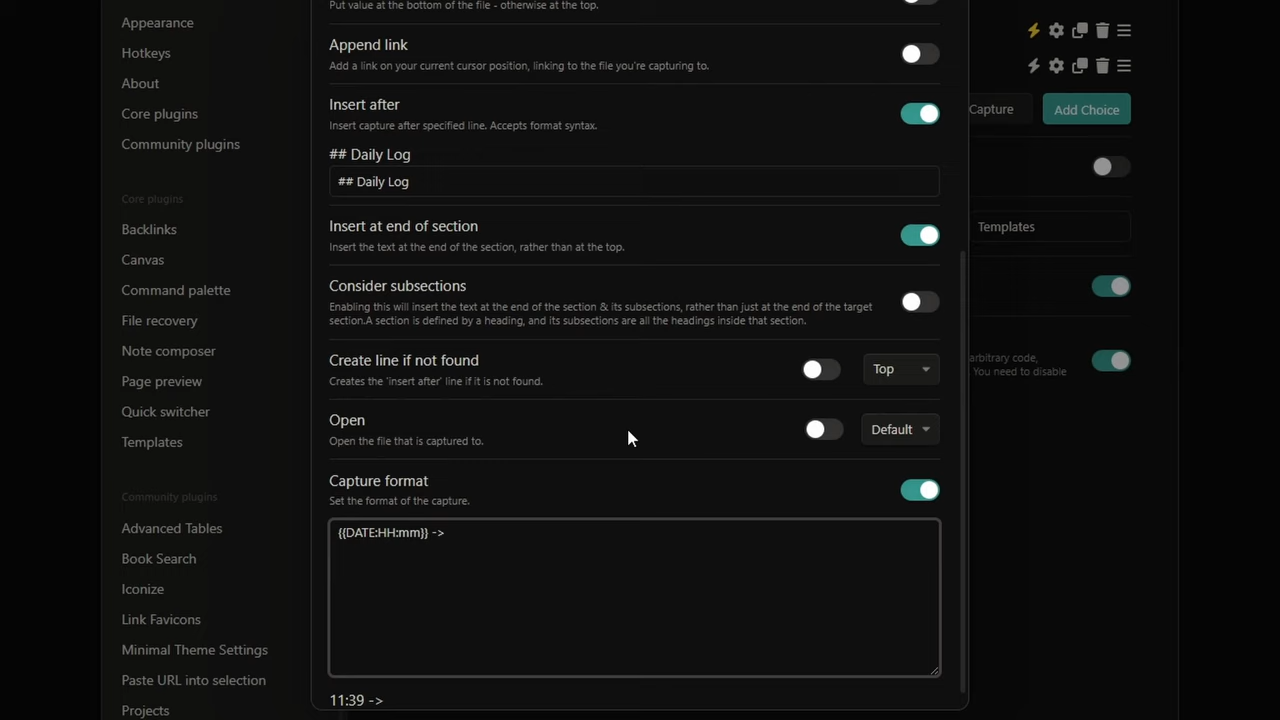 Appearance
Hotkeys
About
Core plugins
Community plugins
Core plugins
Backlinks
Canvas
Command palette
File recovery
Note composer
Page preview
Quick switcher
Templates
Community plugins
Advanced Tables
Book Search
Iconize
Link Favicons
Minimal Theme Settings
Paste URL into selection
Projects
Put value at the bottom of the file - otherwise at the top.
Append link
Add a link on your current cursor position, linking to the file you're capturing to.
Insert after
Insert capture after specified line. Accepts format syntax.
## Daily Log
## Daily Log
Insert at end of section
Insert the text at the end of the section, rather than at the top.
Consider subsections
Enabling this will insert the text at the end of the section & its subsections, rather than just at the end of the target
section.A section is defined by a heading, and its subsections are all the headings inside that section.
Create line if not found
Creates the 'insert after' line if it is not found.
Top
Open
Open the file that is captured to.
Default
Capture format
Set the format of the capture.
{{DATE:HH:mm}} ->
11:39 ->
Capture
Add Choice
Templates
arbitrary code,
You need to disable